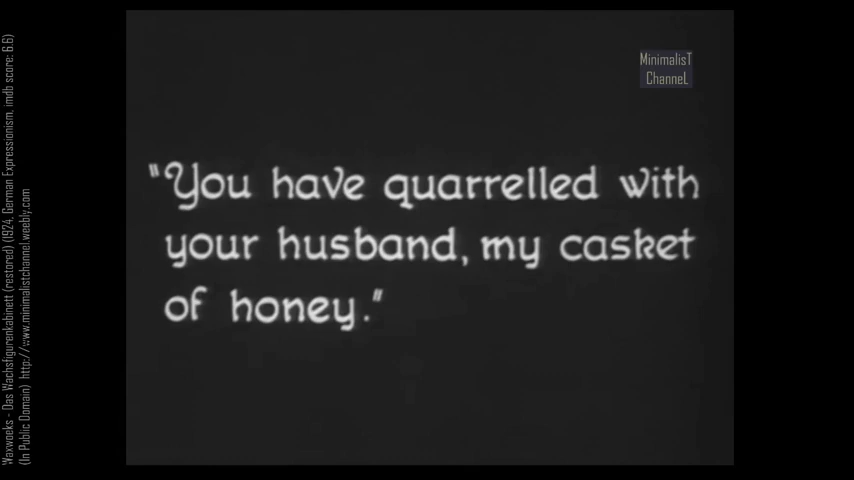 "You have quarrelled with
your husband, my casket
of honey."
MinimalisT
ChanneL
Waxwoeks - Das Wachsfigurenkabinett (restored) (1924, German Expressionism, imdb score: 6.6)
(In Public Domain) http://www.minimalistchannel.weebly.com